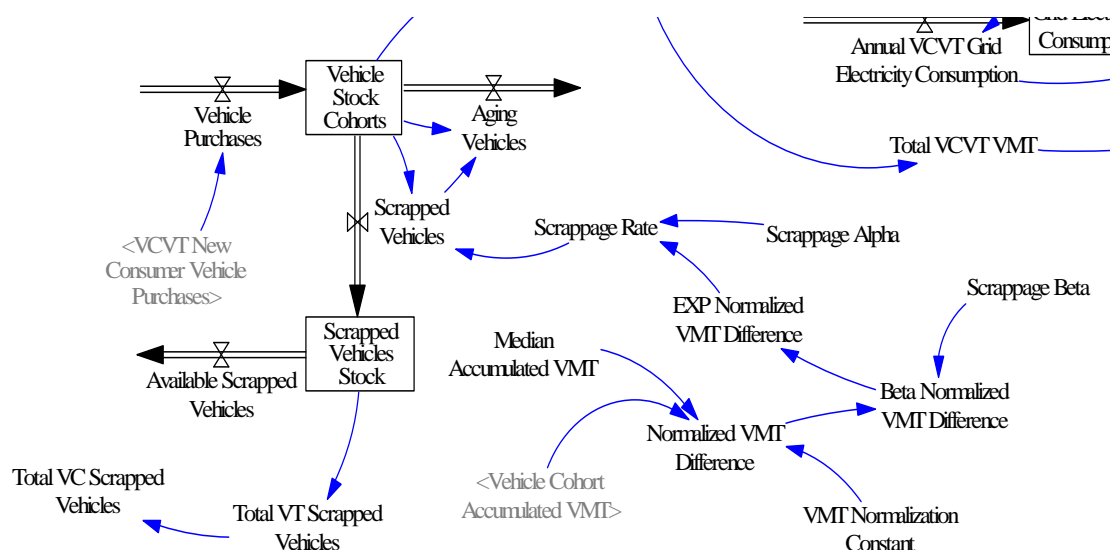 Annual VCVT Grid
Electricity Consumption
Vehicle
Stock
Cohorts
Vehicle
Purchases
Aging
Vehicles
Total VCVT VMT
Scrapped
Vehicles
Scrappage Rate
Scrappage Alpha
<VCVT New
Consumer Vehicle
Purchases>
Scrappage Beta
EXP Normalized
VMT Difference
Scrapped
Vehicles
Stock
Median
Accumulated VMT
Available Scrapped
Vehicles
Beta Normalized
VMT Difference
Normalized VMT
Difference
<Vehicle Cohort
Accumulated VMT>
Total VC Scrapped
Vehicles
Total VT Scrapped
Vehicles
VMT Normalization
Constant